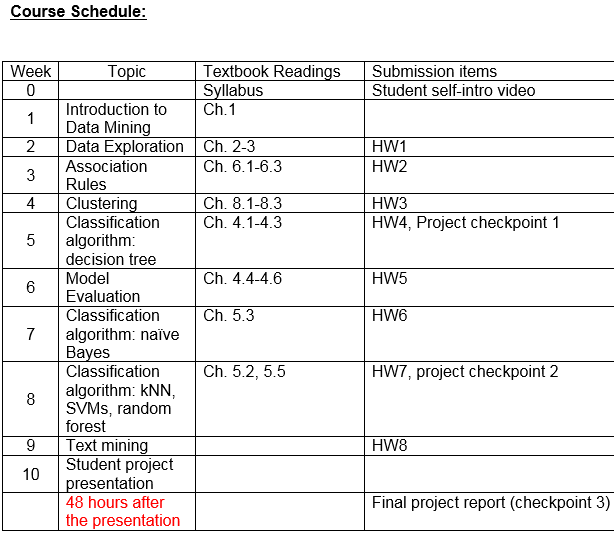 Course Schedule:
Week Topic Textbook Readings Submission items
0 Syllabus Student self-intro video
1 Introduction to Data Mining Ch.1
2 Data Exploration Ch. 2-3 HW1
3 Association Rules Ch. 6.1-6.3 HW2
4 Clustering Ch. 8.1-8.3 HW3
5 Classification algorithm: decision tree Ch. 4.1-4.3 HW4, Project checkpoint 1
6 Model Evaluation Ch. 4.4-4.6 HW5
7 Classification algorithm: naïve Bayes Ch. 5.3 HW6
8 Classification algorithm: kNN, SVMs, random forest Ch. 5.2, 5.5 HW7, project checkpoint 2
9 Text mining HW8
10 Student project presentation
48 hours after the presentation Final project report (checkpoint 3)